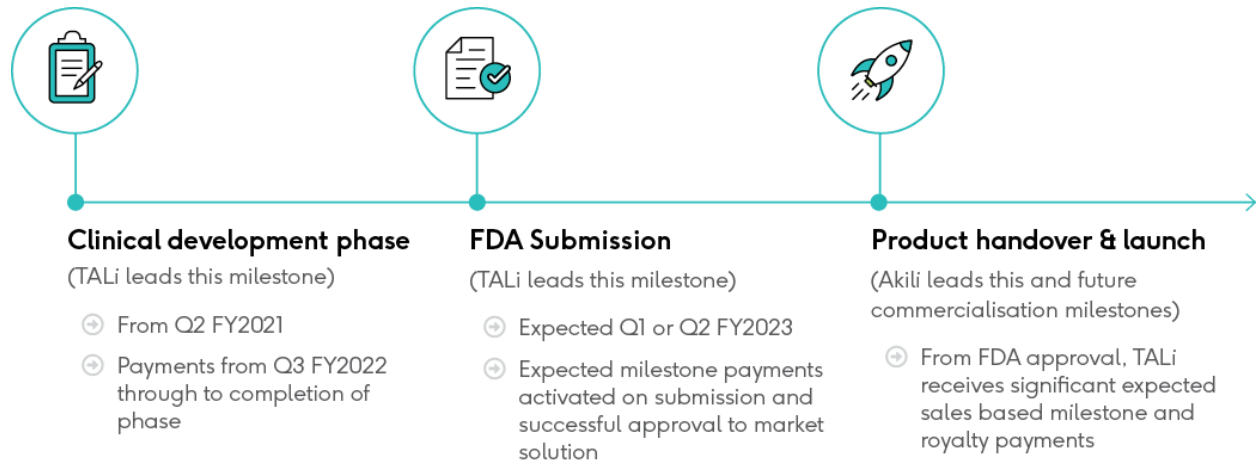 Clinical development phase
(TALi leads this milestone)
From Q2 FY2021
Payments from Q3 FY2022
through to completion of
phase
FDA Submission
(TALi leads this milestone)
Expected Q1 or Q2 FY2023
Expected milestone payments
activated on submission and
successful approval to market
solution
Product handover & launch
(Akili leads this and future
commercialisation milestones)
From FDA approval, TALi
receives significant expected
sales based milestone and
royalty payments